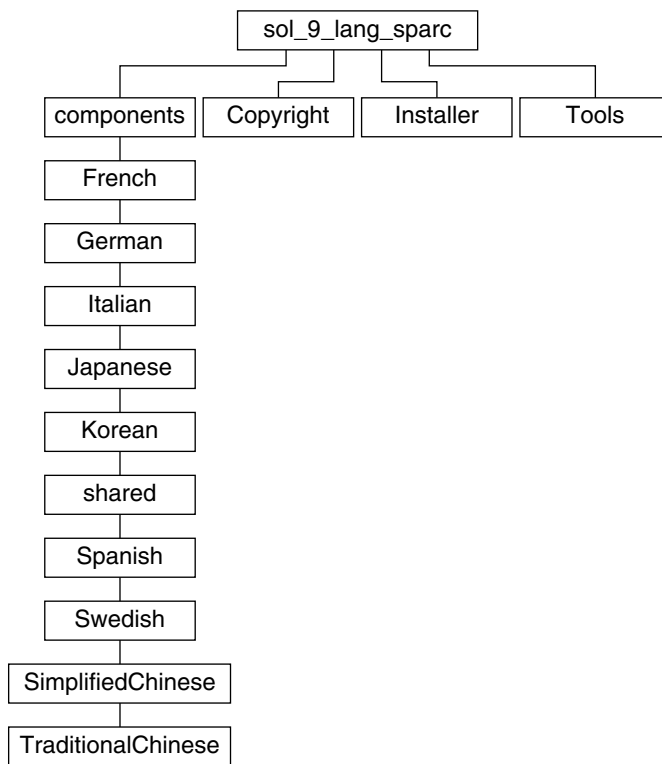 sol_9_lang_sparc
components
Copyright
Installer
Tools
French
German
Italian
Japanese
Korean
shared
Spanish
Swedish
SimplifiedChinese
TraditionalChinese